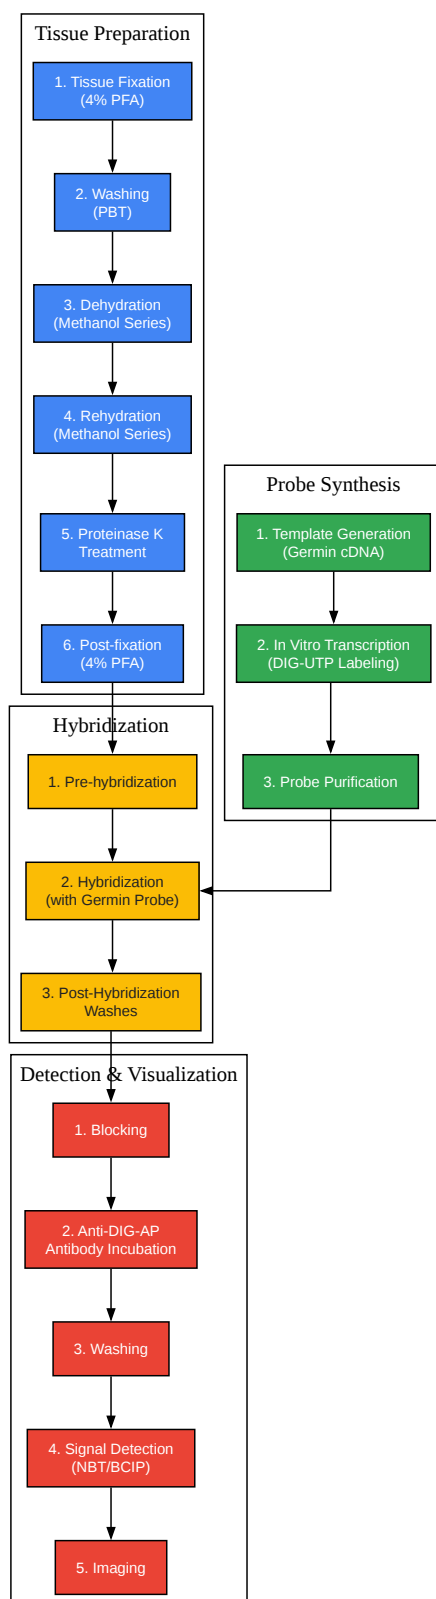 Tissue Preparation
1. Tissue Fixation
(4% PFA)
2. Washing
(PBT)
3. Dehydration
(Methanol Series)
4. Rehydration
(Methanol Series)
5. Proteinase K
Treatment
6. Post-fixation
(4% PFA)
Probe Synthesis
1. Template Generation
(Germin cDNA)
2. In Vitro Transcription
(DIG-UTP Labeling)
3. Probe Purification
Hybridization
1. Pre-hybridization
2. Hybridization
(with Germin Probe)
3. Post-Hybridization
Washes
Detection & Visualization
1. Blocking
2. Anti-DIG-AP
Antibody Incubation
3. Washing
4. Signal Detection
(NBT/BCIP)
5. Imaging